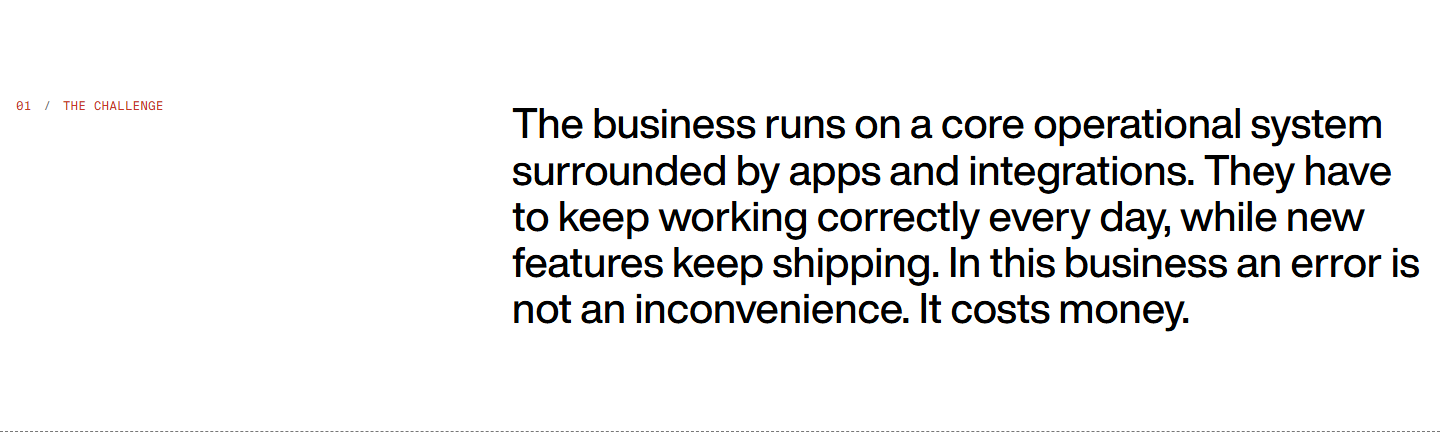 01 / THE CHALLENGE
The business runs on a core operational system
surrounded by apps and integrations. They have
to keep working correctly every day, while new
features keep shipping. In this business an error is
not an inconvenience. It costs money.